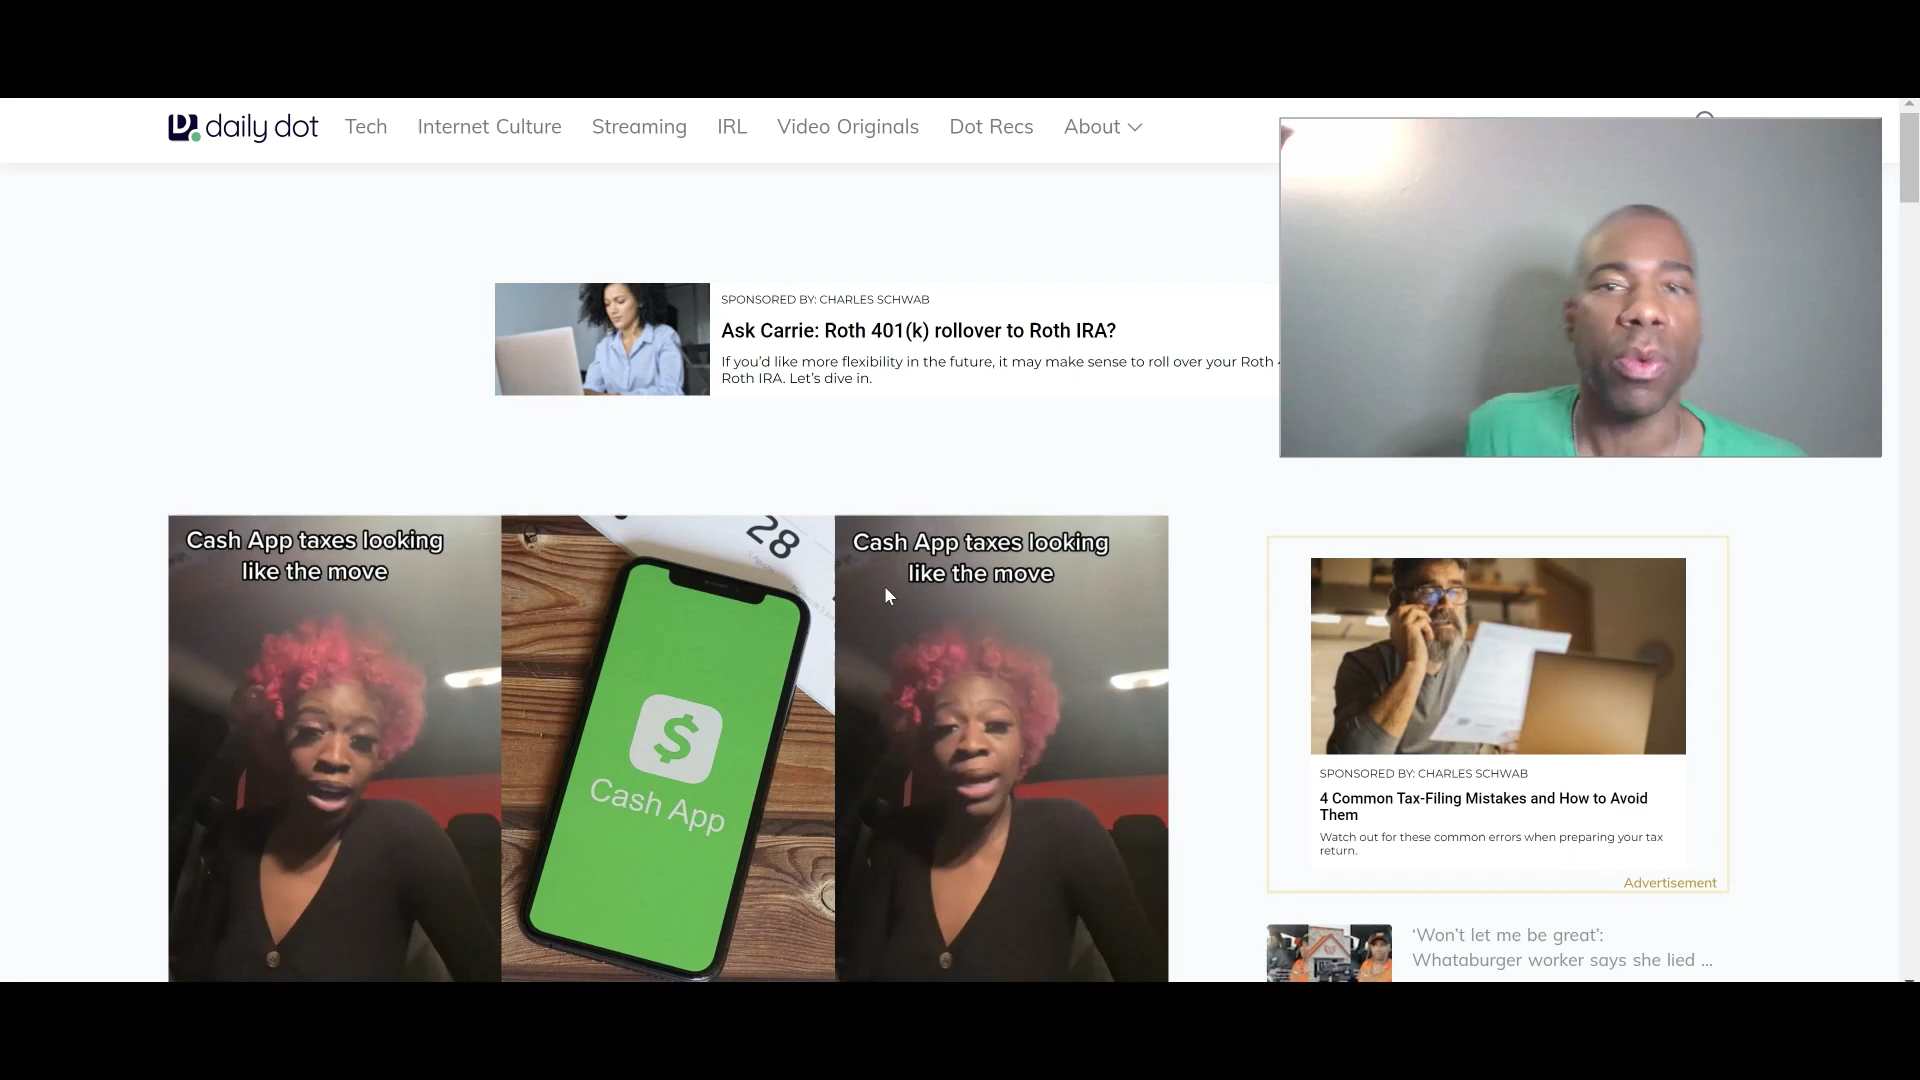 daily dot
Tech
Internet Culture
Streaming
IRL
Video Originals
Dot Recs
About
SPONSORED BY: CHARLES SCHWAB
Ask Carrie: Roth 401(k) rollover to Roth IRA?
If you'd like more flexibility in the future, it may make sense to roll over your Roth
Roth IRA. Let's dive in.
Cash App taxes looking
like the move
28
Cash App
Cash App taxes looking
like the move
SPONSORED BY: CHARLES SCHWAB
4 Common Tax-Filing Mistakes and How to Avoid
Them
Watch out for these common errors when preparing your tax
return.
Advertisement
‘Won’t let me be great’:
Whataburger worker says she lied ...